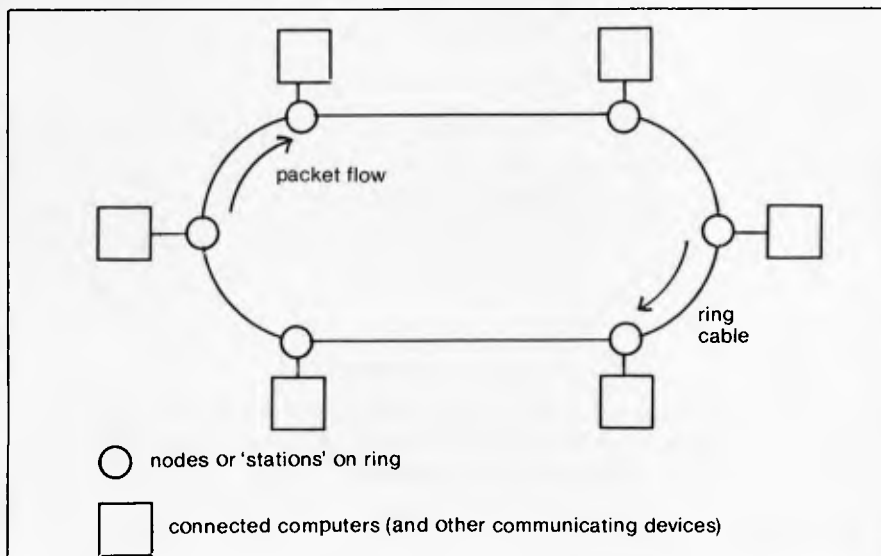 packet flow
ring
cable
nodes or 'stations' on ring
connected computers (and other communicating devices)